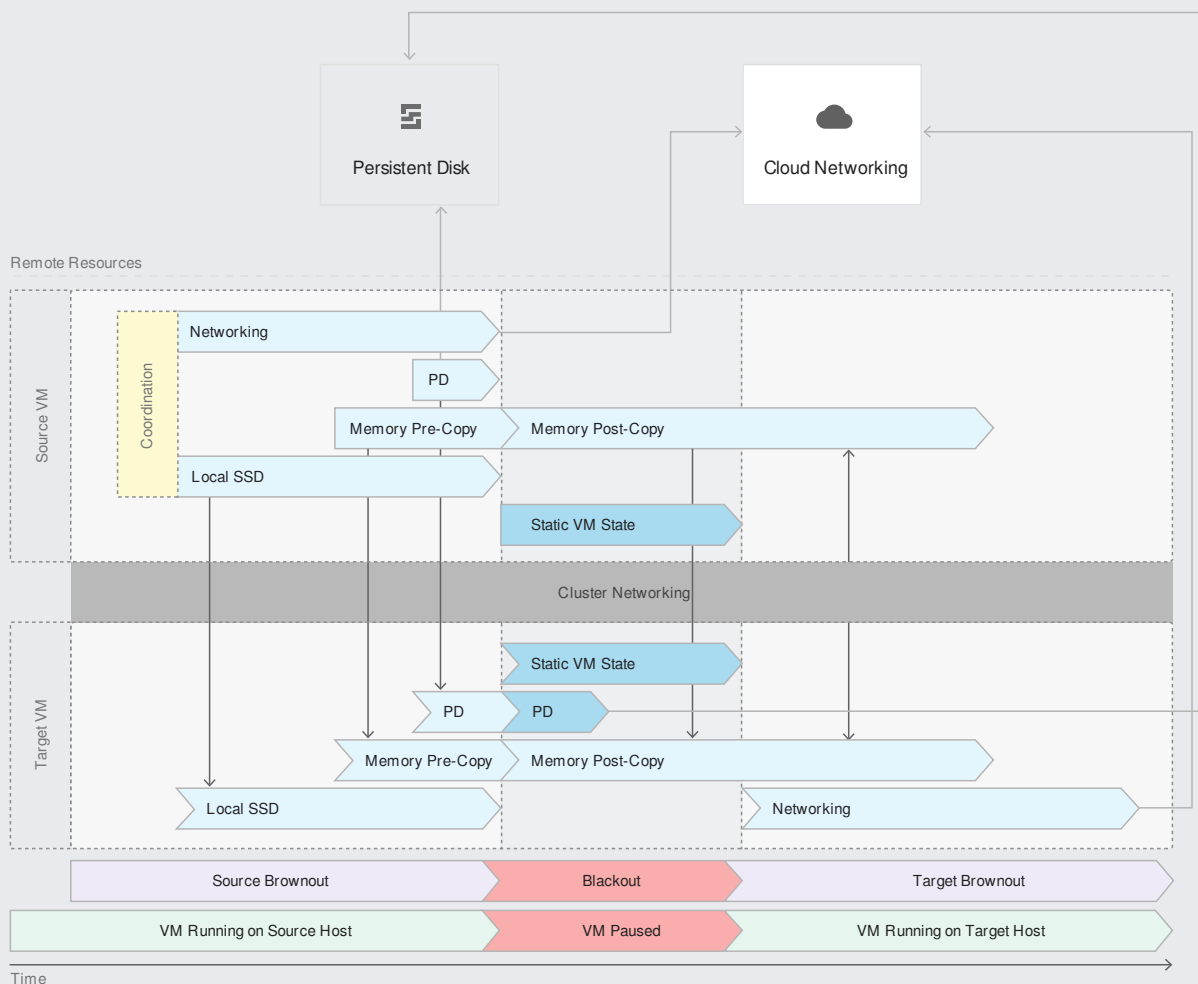 Persistent Disk
Cloud Networking
Remote Resources
Source VM
Coordination
Networking
PD
Memory Pre-Copy
Memory Post-Copy
Local SSD
Static VM State
Cluster Networking
Target VM
Static VM State
PD
PD
Memory Pre-Copy
Memory Post-Copy
Local SSD
Networking
Source Brownout
Blackout
Target Brownout
VM Running on Source Host
VM Paused
VM Running on Target Host
Time